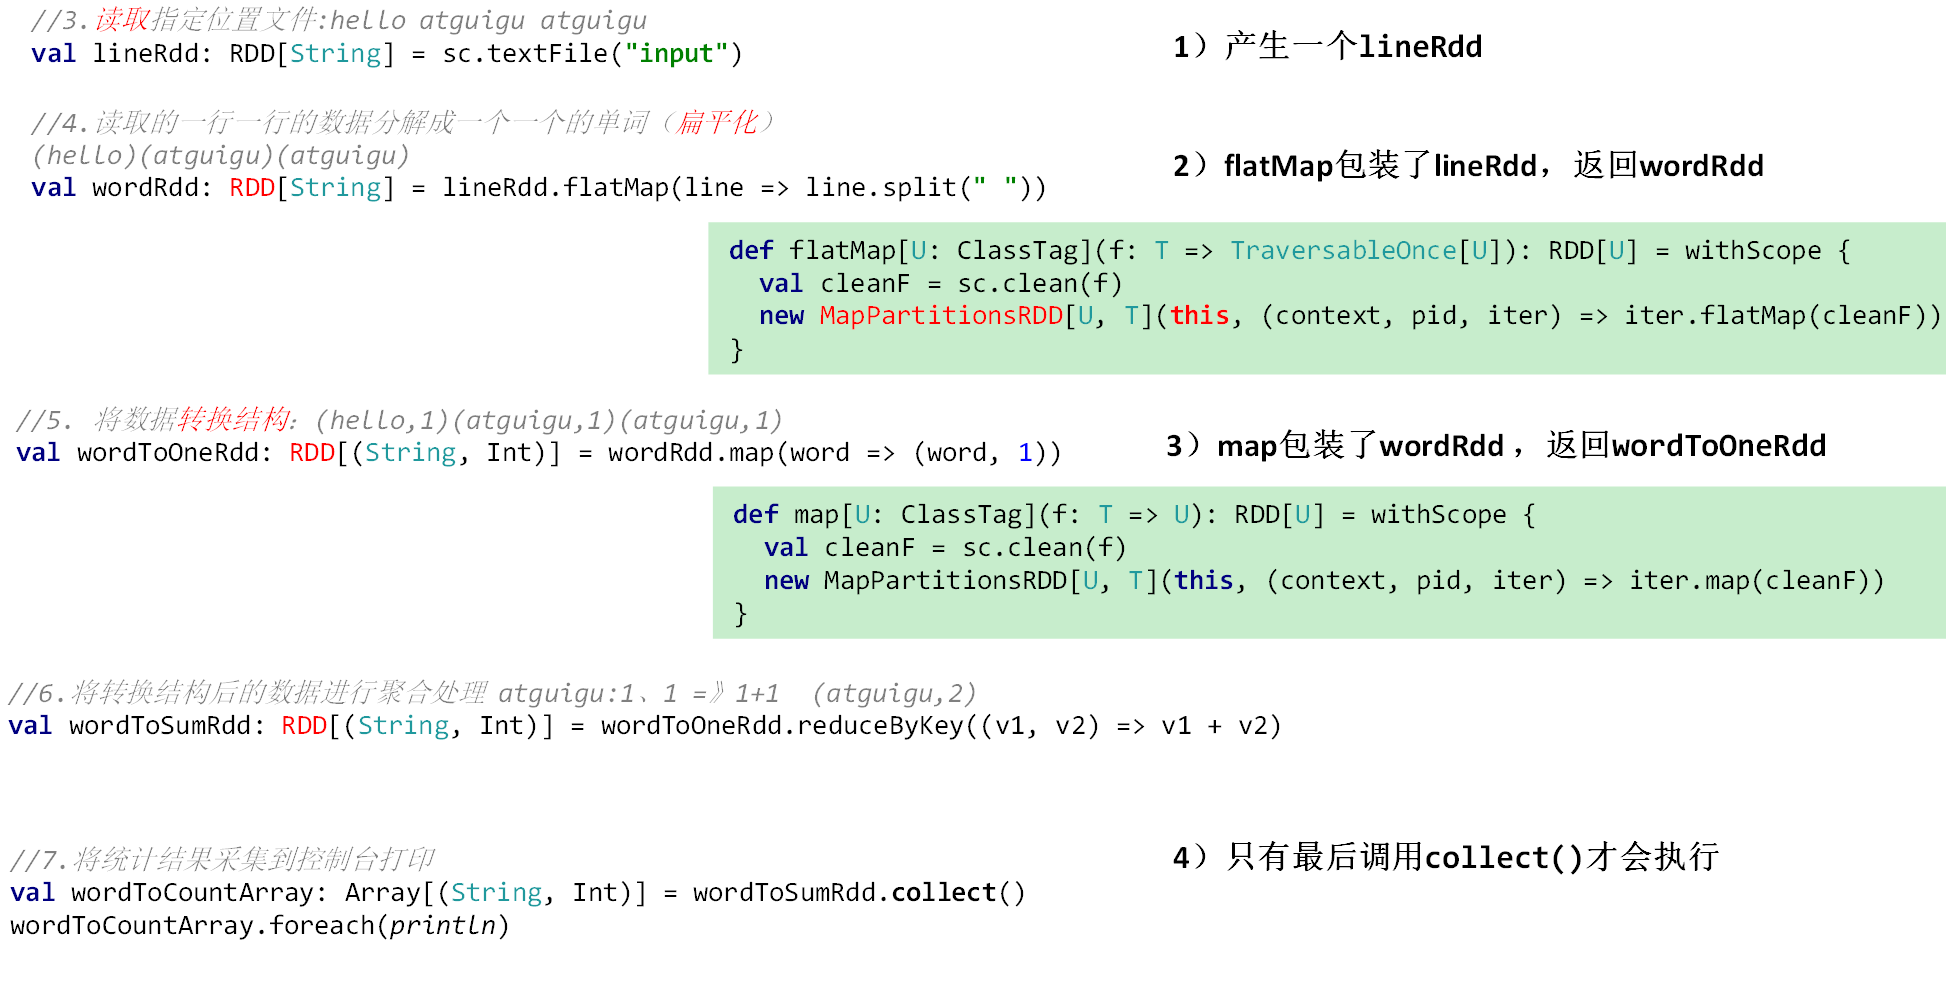 //3.读取指定位置文件:hello atguigu atguigu
val lineRdd: RDD[String] = sc.textFile("input")
1）产生一个lineRdd
//4.读取的一行一行的数据分解成一个一个的单词（扁平化）
(hello)(atguigu)(atguigu)
val wordRdd: RDD[String] = lineRdd.flatMap(line => line.split(" "))
2）flatMap包装了lineRdd，返回wordRdd
def flatMap[U: ClassTag](f: T => TraversableOnce[U]): RDD[U] = withScope {
val cleanF = sc.clean(f)
new MapPartitionsRDD[U, T](this, (context, pid, iter) => iter.flatMap(cleanF))
}
//5. 将数据转换结构：(hello,1)(atguigu,1)(atguigu,1)
val wordToOneRdd: RDD[(String, Int)] = wordRdd.map(word => (word, 1))
3）map包装了wordRdd ，返回wordToOneRdd
def map[U: ClassTag](f: T => U): RDD[U] = withScope {
val cleanF = sc.clean(f)
new MapPartitionsRDD[U, T](this, (context, pid, iter) => iter.map(cleanF))
}
//6.将转换结构后的数据进行聚合处理 atguigu:1、1 =》1+1  (atguigu,2)
val wordToSumRdd: RDD[(String, Int)] = wordToOneRdd.reduceByKey((v1, v2) => v1 + v2)
//7.将统计结果采集到控制台打印
val wordToCountArray: Array[(String, Int)] = wordToSumRdd.collect()
wordToCountArray.foreach(println)
4）只有最后调用collect()才会执行